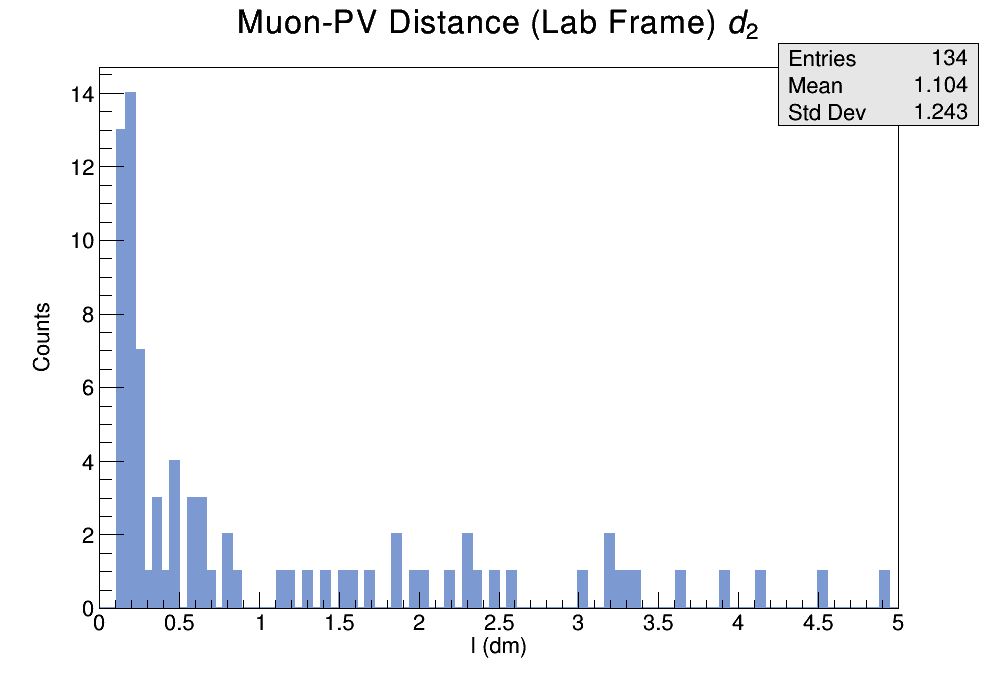 Muon-PV Distance (Lab Frame) d₂
Entries 134
Mean 1.104
Std Dev 1.243
14
12
10
8
6
4
2
0
Counts
0 0.5 1 1.5 2 2.5 3 3.5 4 4.5 5
l (dm)